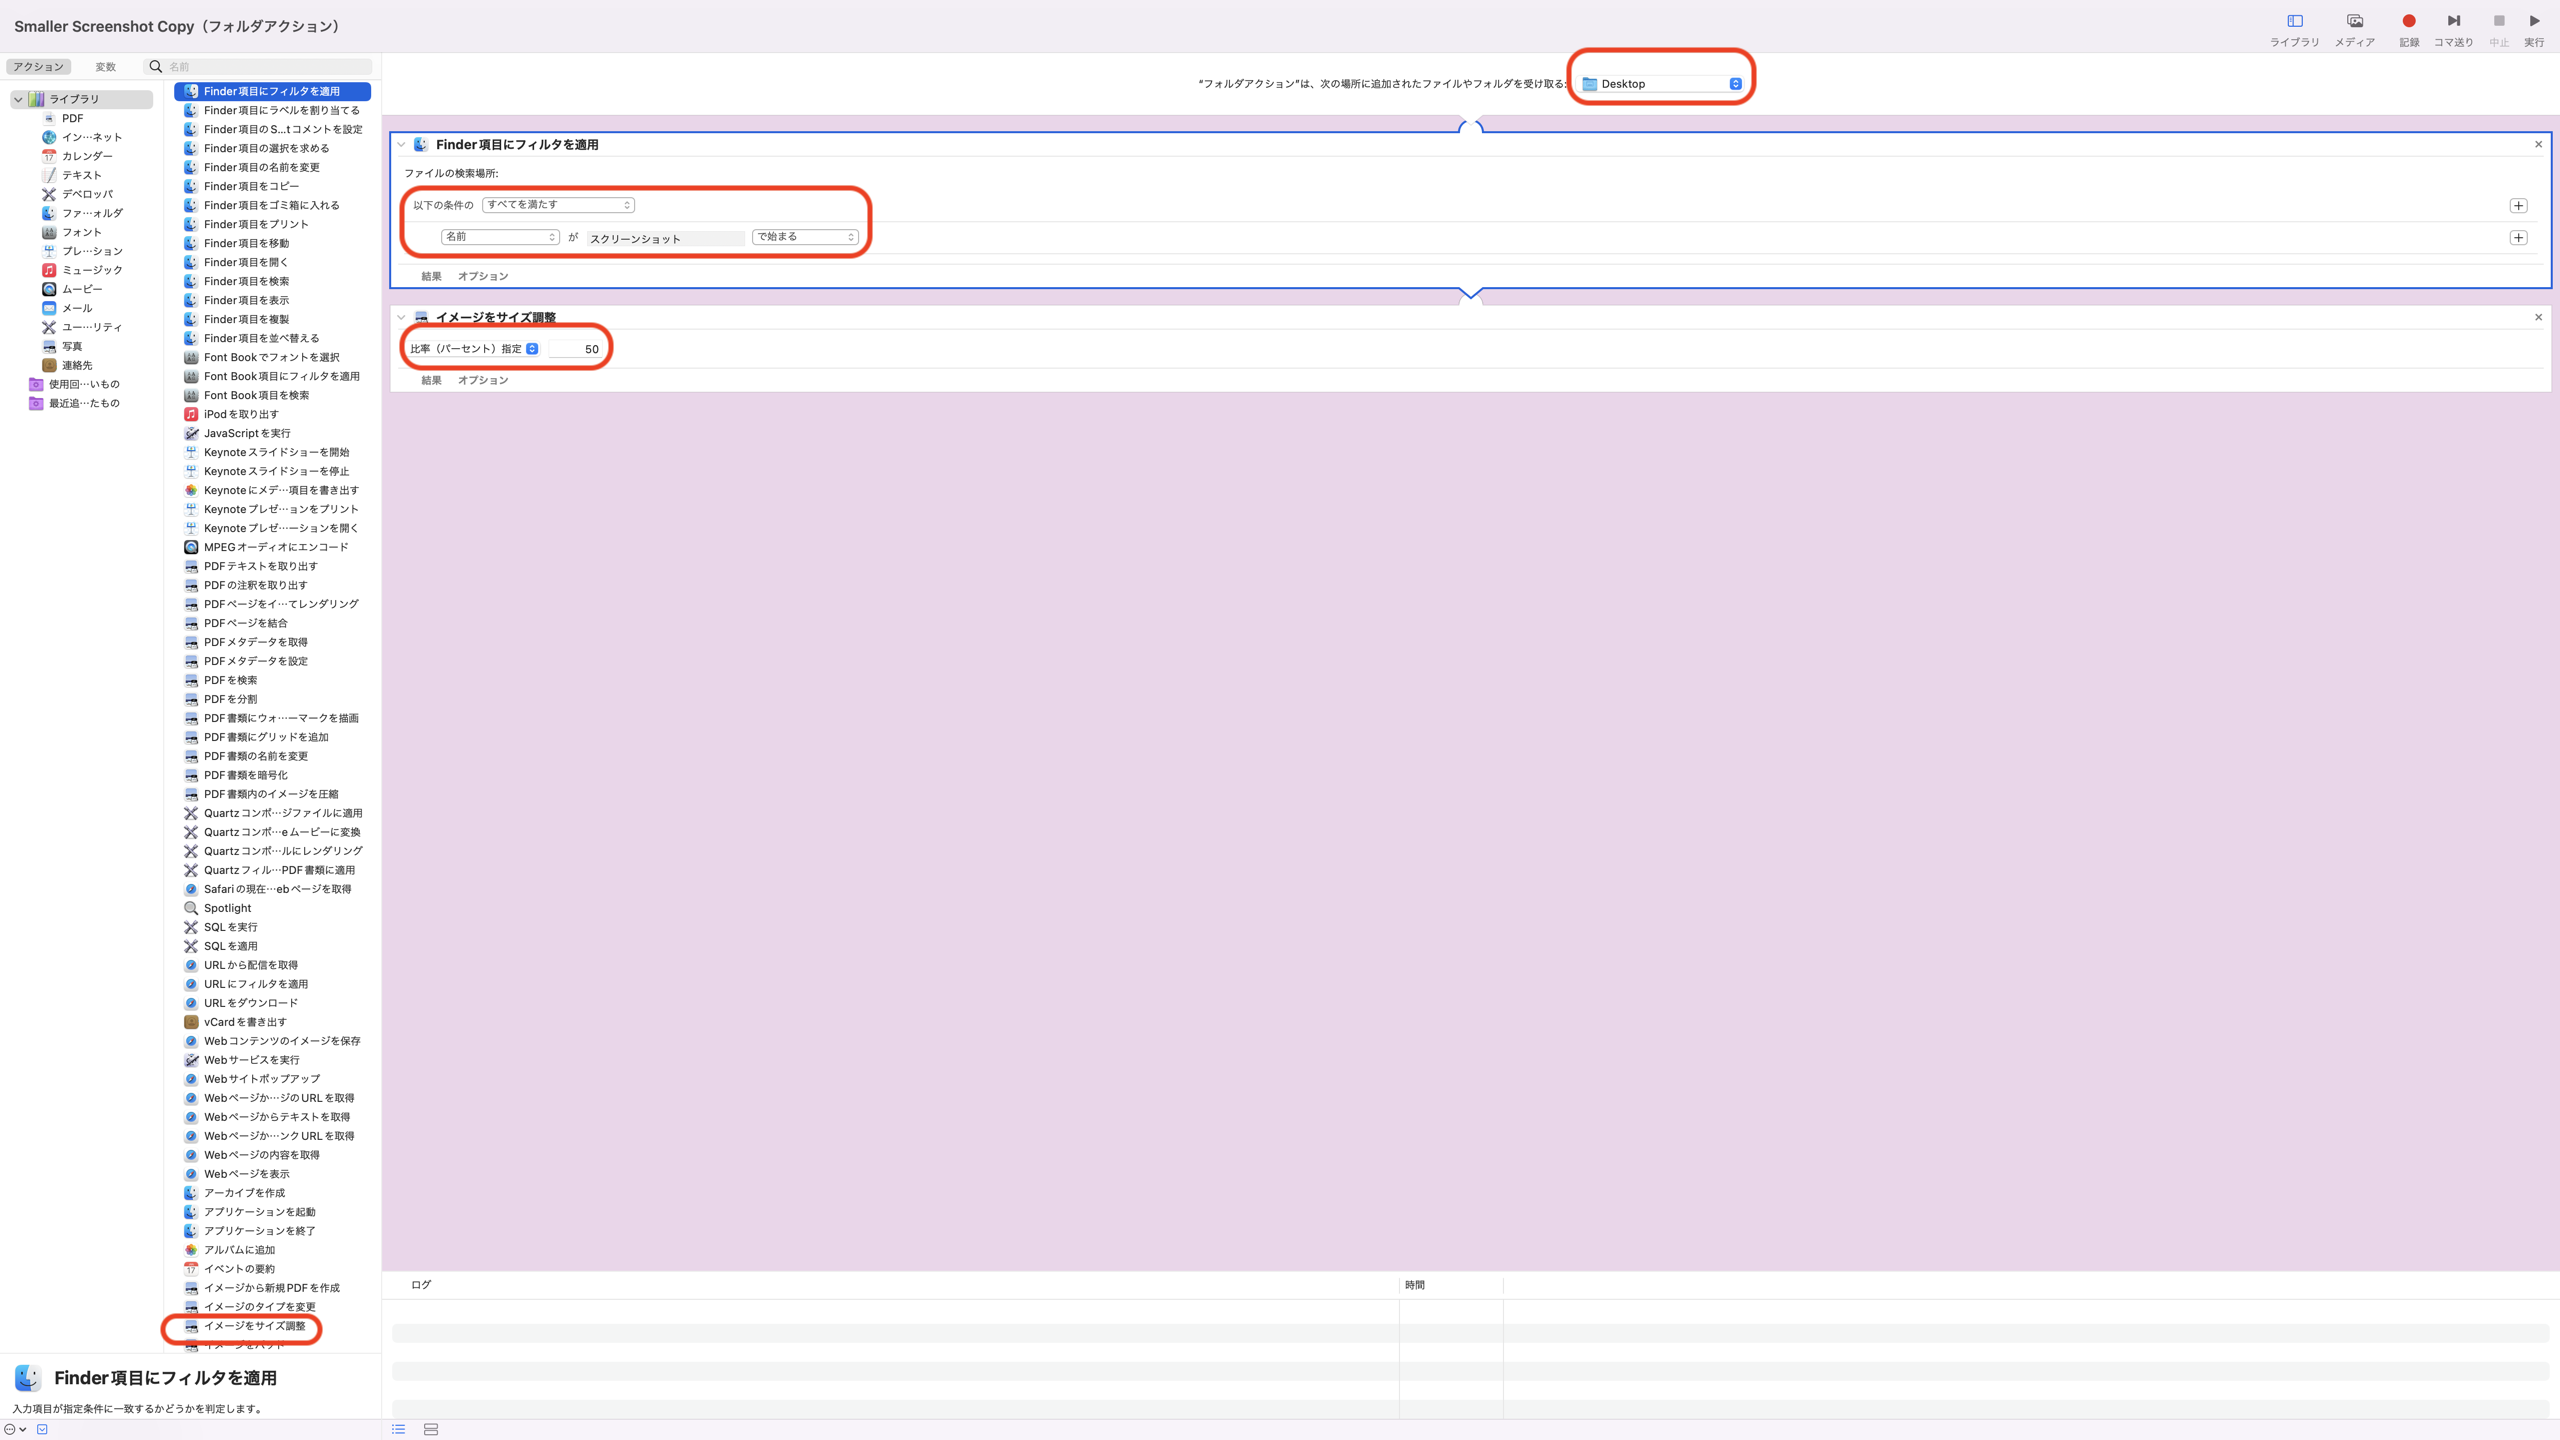 Smaller Screenshot Copy（フォルダアクション）
ライブラリ メディア 記録 コマ送り 中止 実行
アクション 変数 名前
ライブラリ
PDF
イン…ネット
カレンダー
テキスト
デベロッパ
ファ…ォルダ
フォント
プレ…ション
ミュージック
ムービー
メール
ユー…リティ
写真
連絡先
使用回…いもの
最近追…たもの
Finder項目にフィルタを適用
Finder項目にラベルを割り当てる
Finder項目のS…tコメントを設定
Finder項目の選択を求める
Finder項目の名前を変更
Finder項目をコピー
Finder項目をゴミ箱に入れる
Finder項目をプリント
Finder項目を移動
Finder項目を開く
Finder項目を検索
Finder項目を表示
Finder項目を複製
Finder項目を並べ替える
Font Bookでフォントを選択
Font Book項目にフィルタを適用
Font Book項目を検索
iPodを取り出す
JavaScriptを実行
Keynoteスライドショーを開始
Keynoteスライドショーを停止
Keynoteにメデ…項目を書き出す
Keynoteプレゼ…ョンをプリント
Keynoteプレゼ…ーションを開く
MPEGオーディオにエンコード
PDFテキストを取り出す
PDFの注釈を取り出す
PDFページをイ…てレンダリング
PDFページを結合
PDFメタデータを取得
PDFメタデータを設定
PDFを検索
PDFを分割
PDF書類にウォ…ーマークを描画
PDF書類にグリッドを追加
PDF書類の名前を変更
PDF書類を暗号化
PDF書類内のイメージを圧縮
Quartzコンポ…ジファイルに適用
Quartzコンポ…eムービーに変換
Quartzコンポ…ルにレンダリング
Quartzフィル…PDF書類に適用
Safariの現在…ebページを取得
Spotlight
SQLを実行
SQLを適用
URLから配信を取得
URLにフィルタを適用
URLをダウンロード
vCardを書き出す
Webコンテンツのイメージを保存
Webサービスを実行
Webサイトポップアップ
Webページか…ジのURLを取得
Webページからテキストを取得
Webページか…ンクURLを取得
Webページの内容を取得
Webページを表示
アーカイブを作成
アプリケーションを起動
アプリケーションを終了
アルバムに追加
イベントの要約
イメージから新規PDFを作成
イメージのタイプを変更
イメージをサイズ調整
Finder項目にフィルタを適用
入力項目が指定条件に一致するかどうかを判定します。
“フォルダアクション”は、次の場所に追加されたファイルやフォルダを受け取る: Desktop
Finder項目にフィルタを適用
ファイルの検索場所:
以下の条件の すべてを満たす
名前 が スクリーンショット で始まる
結果 オプション
イメージをサイズ調整
比率（パーセント）指定 50
結果 オプション
ログ 時間